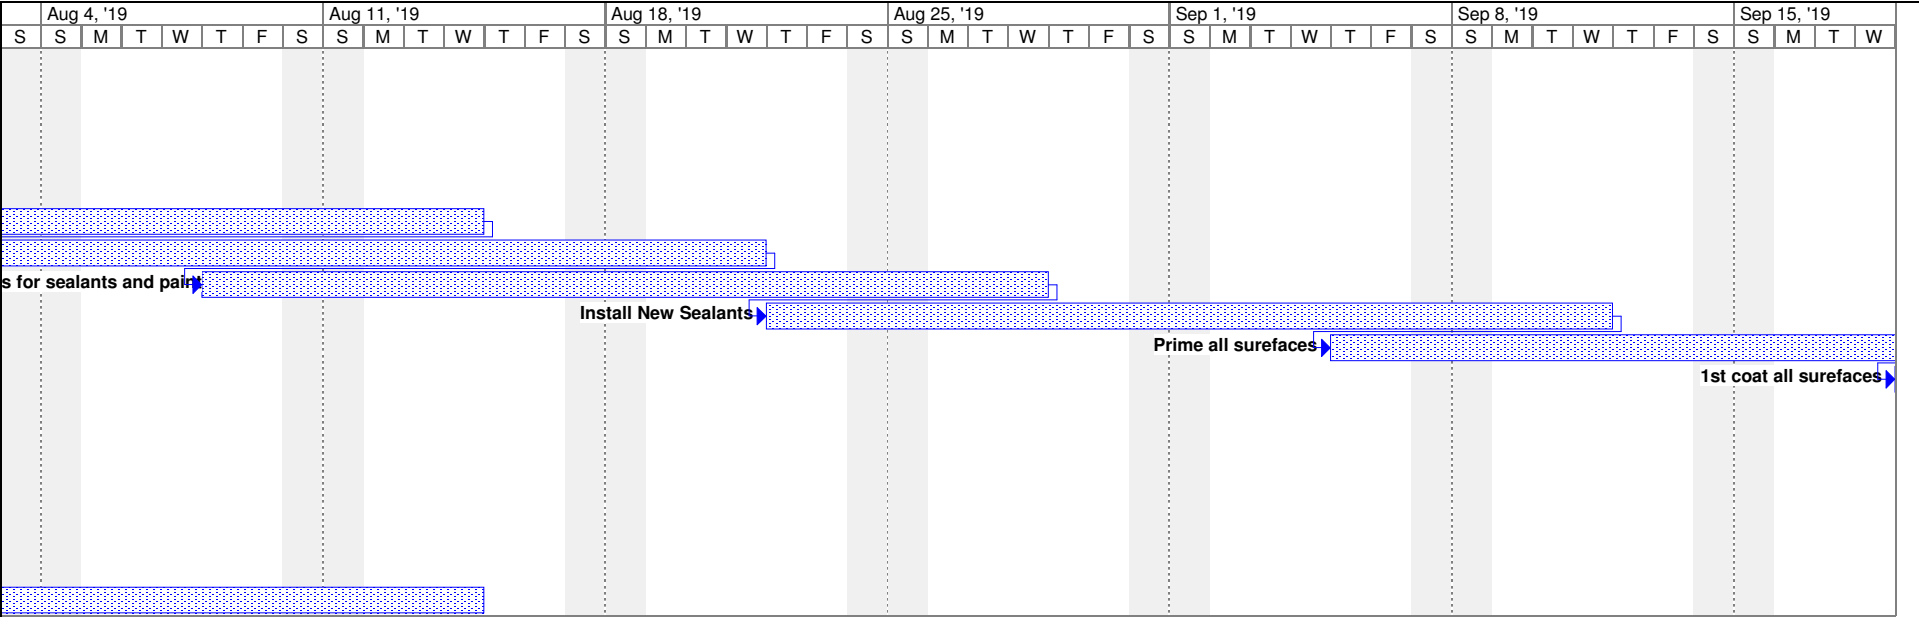 Aug 4, '19 Aug 11, '19 Aug 18, '19 Aug 25, '19 Sep 1, '19 Sep 8, '19 Sep 15, '19
S S M T W T F S S M T W T F S S M T W T F S S M T W T F S S M T W T F S S M T W T F S S M T W
s for sealants and paint
Install New Sealants
Prime all surefaces
1st coat all surefaces